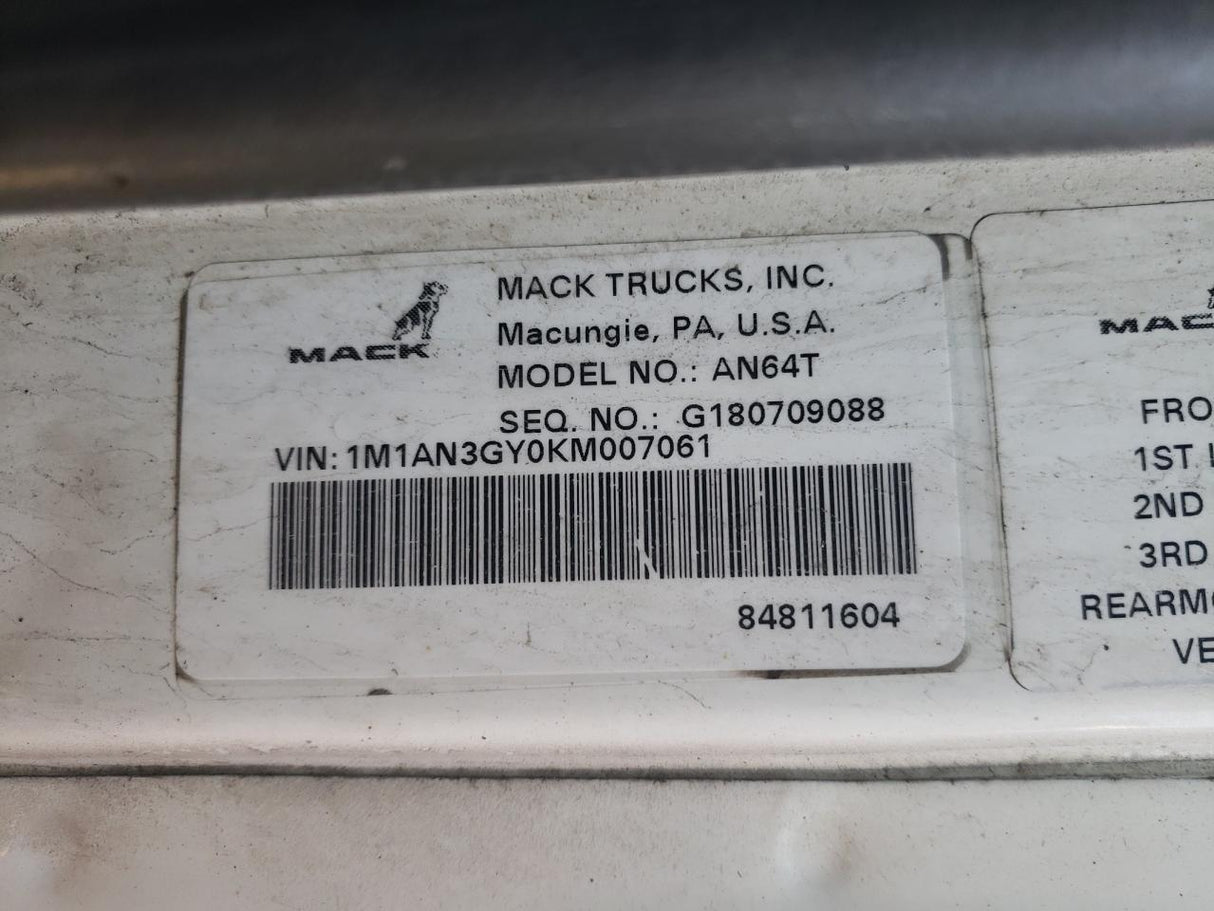 MACK
MACK TRUCKS, INC.
Macungie, PA, U.S.A.
MODEL NO.: AN64T
SEQ. NO.: G180709088
VIN: 1M1AN3GY0KM007061
84811604
MAC
FRO
1ST L
2ND
3RD
REARMO
VE